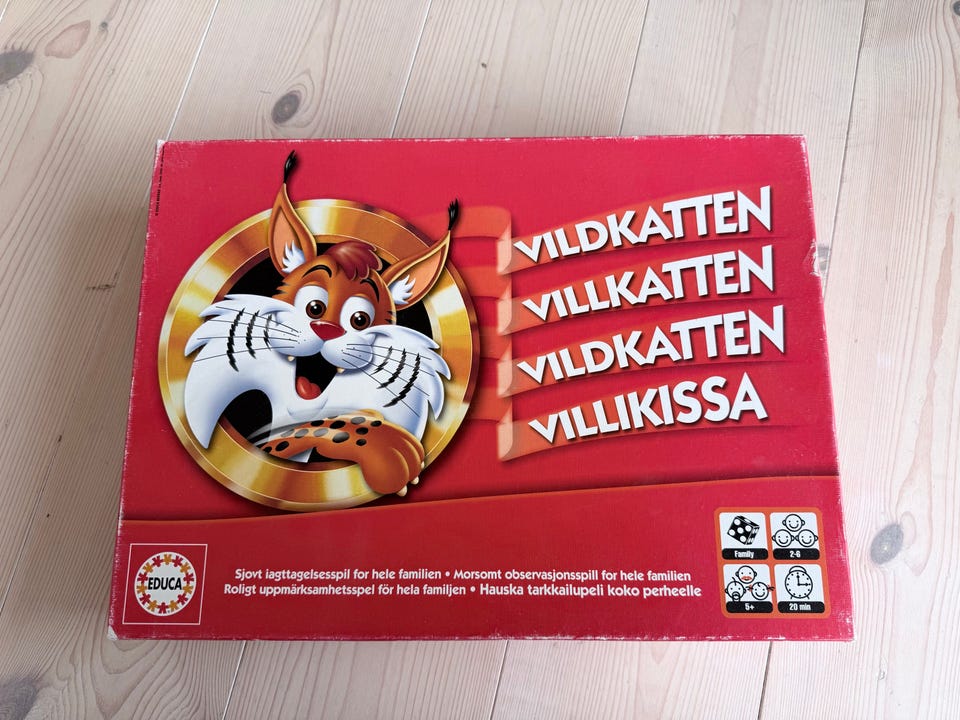 VILDKATTEN
VILLKATTEN
VILDKATTEN
VILLIKISSA
EDUCA
Sjovt iagttagelsesspil for hele familien • Morsomt observasjonsspill for hele familien
Roligt uppmärksamhetsspel för hela familjen • Hauska tarkkailupeli koko perheelle
Family
2-6
5+
20 min